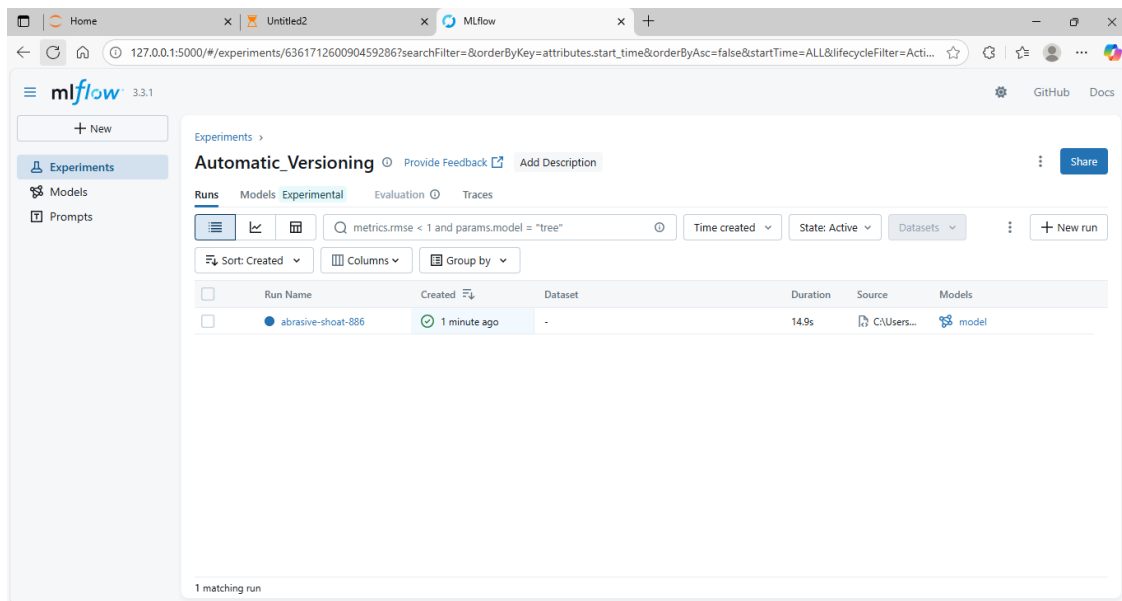 Home
Untitled2
MLflow
127.0.0.1:5000/#/experiments/636171260090459286?searchFilter=&orderByKey=attributes.start_time&orderByAsc=false&startTime=ALL&lifecycleFilter=Acti...
mlflow 3.3.1
GitHub Docs
+ New
Experiments
Models
Prompts
Experiments >
Automatic_Versioning Provide Feedback Add Description
Share
Runs Models Experimental Evaluation Traces
metrics.rmse < 1 and params.model = "tree" Time created State: Active Datasets + New run
Sort: Created Columns Group by
Run Name Created Dataset Duration Source Models
abrasive-shoat-886 1 minute ago - 14.9s C:\Users... model
1 matching run